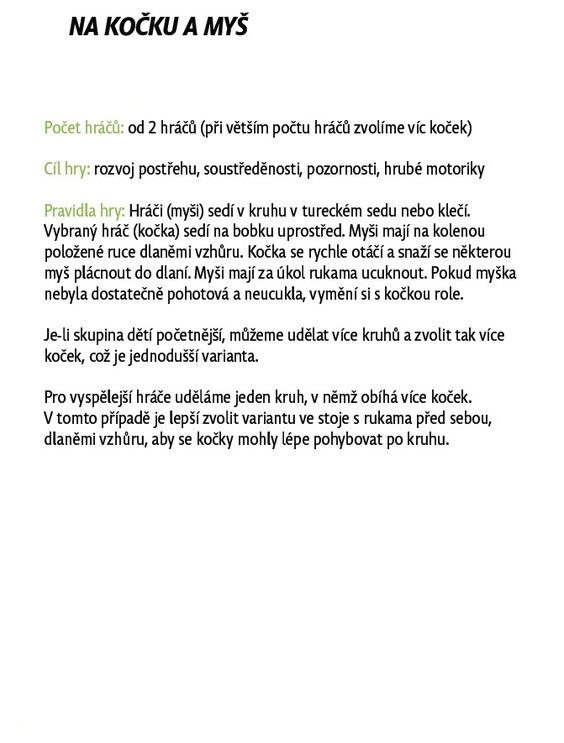 NA KOČKU A MYŠ
Počet hráčů: od 2 hráčů (při větším počtu hráčů zvolíme víc koček)
Cíl hry: rozvoj postřehu, soustředěnosti, pozornosti, hrubé motoriky
Pravidla hry: Hráči (myši) sedí v kruhu v tureckém sedu nebo klečí.
Vybraný hráč (kočka) sedí na bobku uprostřed. Myši mají na kolenou
položené ruce dlaněmi vzhůru. Kočka se rychle otáčí a snaží se některou
myš plácnout do dlaní. Myši mají za úkol rukama ucuknout. Pokud myška
nebyla dostatečně pohotová a neucukla, vymění si s kočkou role.
Je-li skupina dětí početnější, můžeme udělat více kruhů a zvolit tak více
koček, což je jednodušší varianta.
Pro vyspělejší hráče uděláme jeden kruh, v němž obíhá více koček.
V tomto případě je lepší zvolit variantu ve stoje s rukama před sebou,
dlaněmi vzhůru, aby se kočky mohly lépe pohybovat po kruhu.